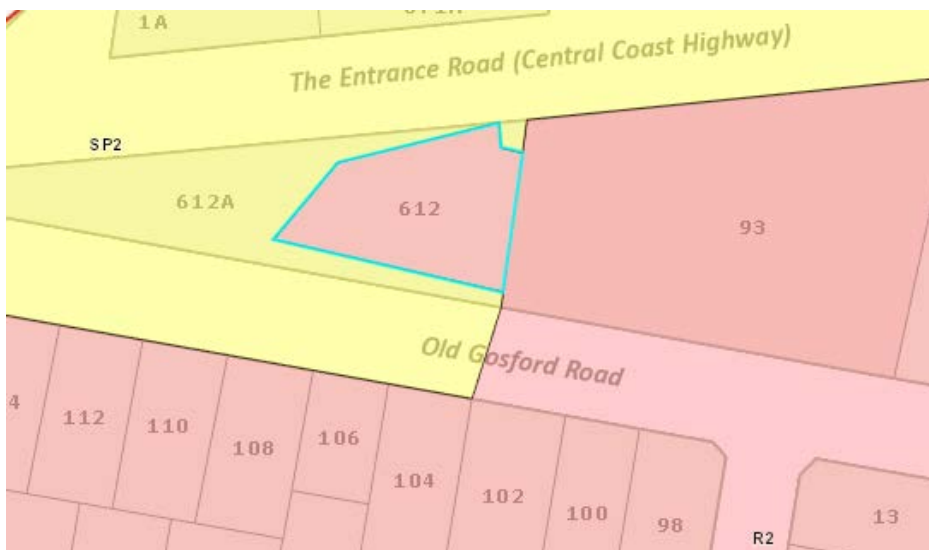 1A
The Entrance Road (Central Coast Highway)
SP2
612A
612
93
Old Gosford Road
4
112
110
108
106
104
102
100
98
13
R2